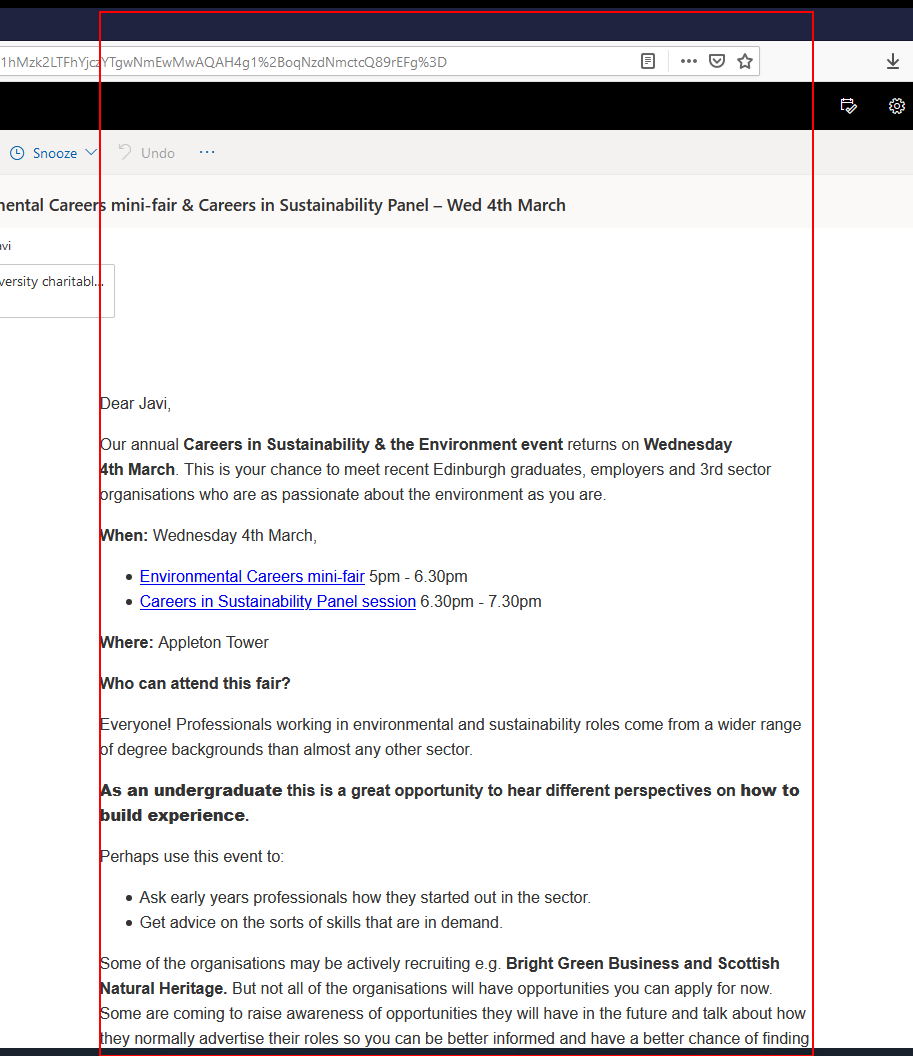 1hMzk2LTFhYjczYTgwNmEwMwAQAH4g1%2BoqNzdNmctcQ89rEFg%3D
Snooze Undo ...
mental Careers mini-fair & Careers in Sustainability Panel – Wed 4th March
avi
versity charitabl...
Dear Javi,
Our annual Careers in Sustainability & the Environment event returns on Wednesday
4th March. This is your chance to meet recent Edinburgh graduates, employers and 3rd sector
organisations who are as passionate about the environment as you are.
When: Wednesday 4th March,
• Environmental Careers mini-fair 5pm - 6.30pm
• Careers in Sustainability Panel session 6.30pm - 7.30pm
Where: Appleton Tower
Who can attend this fair?
Everyone! Professionals working in environmental and sustainability roles come from a wider range
of degree backgrounds than almost any other sector.
As an undergraduate this is a great opportunity to hear different perspectives on how to
build experience.
Perhaps use this event to:
• Ask early years professionals how they started out in the sector.
• Get advice on the sorts of skills that are in demand.
Some of the organisations may be actively recruiting e.g. Bright Green Business and Scottish
Natural Heritage. But not all of the organisations will have opportunities you can apply for now.
Some are coming to raise awareness of opportunities they will have in the future and talk about how
they normally advertise their roles so you can be better informed and have a better chance of finding